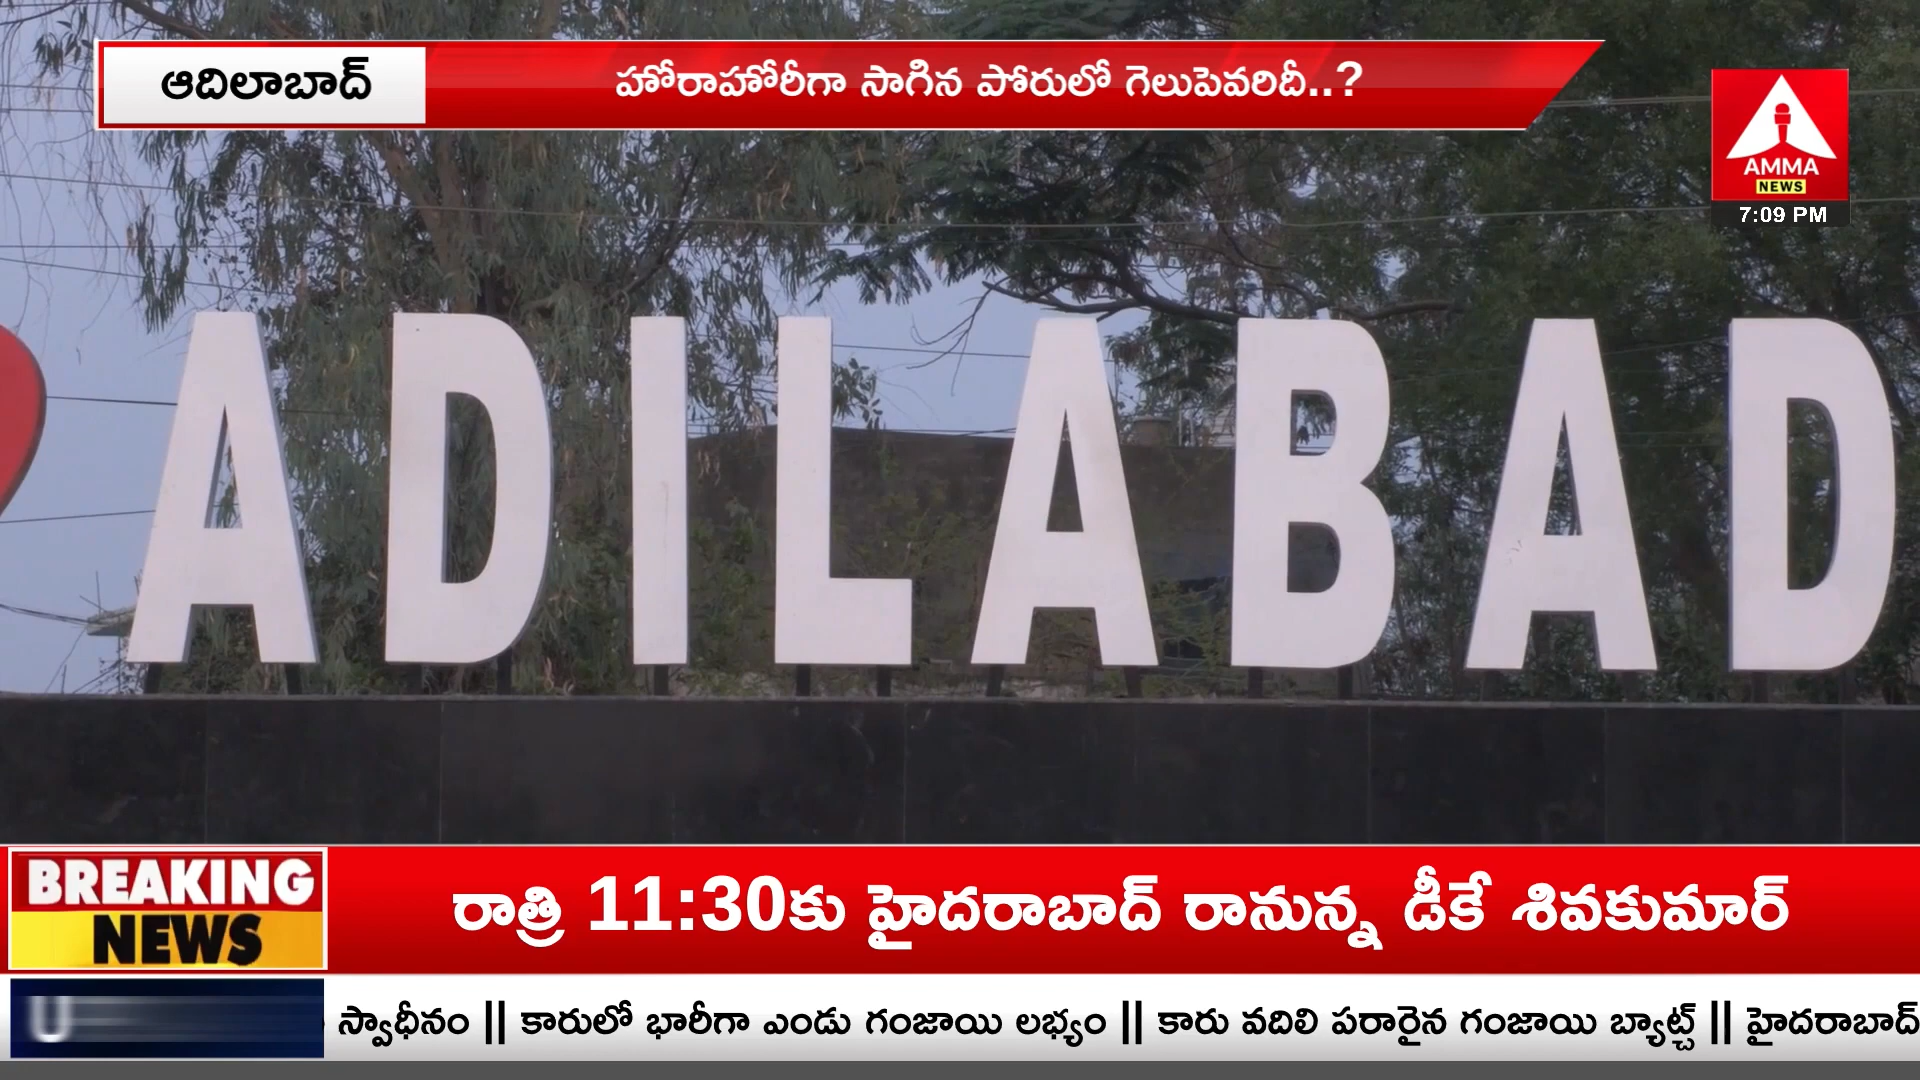 ఆదిలాబాద్
హోరాహోరీగా సాగిన పోరులో గెలుపెవరిదీ..?
AMMA
NEWS
7:09 PM
ADILABAD
BREAKING
NEWS
రాత్రి 11:30కు హైదరాబాద్ రానున్న డీకే శివకుమార్
U
స్వాధీనం || కారులో భారీగా ఎండు గంజాయి లభ్యం || కారు వదిలి పరారైన గంజాయి బ్యాట్చ్ || హైదరాబాద్